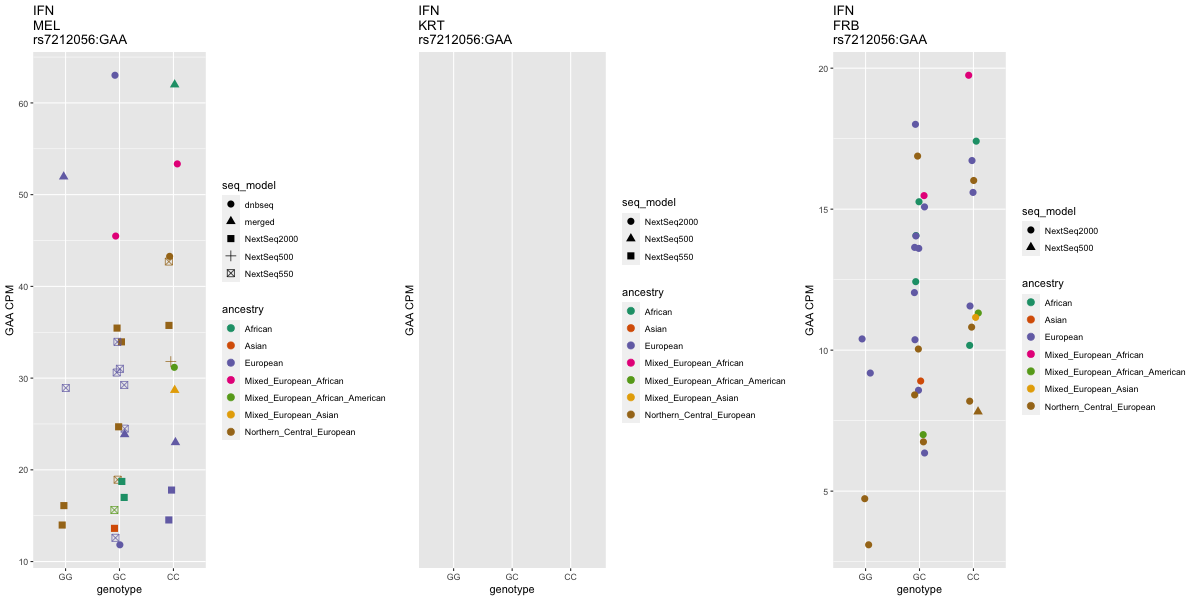 IFN
MEL
rs7212056:GAA
GAA CPM
60
50
40
30
20
10
GG GC CC
genotype
seq_model
dnbseq
merged
NextSeq2000
NextSeq500
NextSeq550
ancestry
African
Asian
European
Mixed_European_African
Mixed_European_African_American
Mixed_European_Asian
Northern_Central_European
IFN
KRT
rs7212056:GAA
GAA CPM
GG GC CC
genotype
seq_model
NextSeq2000
NextSeq500
NextSeq550
ancestry
African
Asian
European
Mixed_European_African
Mixed_European_African_American
Mixed_European_Asian
Northern_Central_European
IFN
FRB
rs7212056:GAA
GAA CPM
20
15
10
5
GG GC CC
genotype
seq_model
NextSeq2000
NextSeq500
ancestry
African
Asian
European
Mixed_European_African
Mixed_European_African_American
Mixed_European_Asian
Northern_Central_European